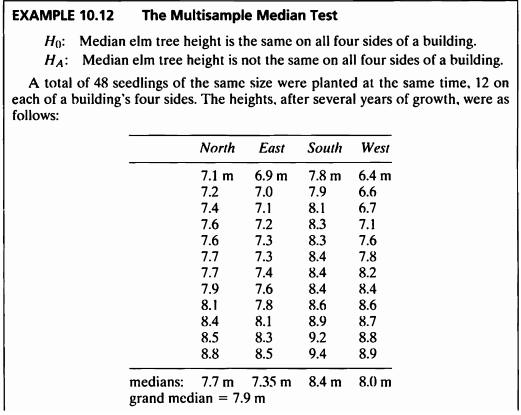 EXAMPLE 10.12 The Multisample Median Test
H₀: Median elm tree height is the same on all four sides of a building.
H_A: Median elm tree height is not the same on all four sides of a building.
A total of 48 seedlings of the same size were planted at the same time, 12 on
each of a building's four sides. The heights, after several years of growth, were as
follows:
North East South West
7.1 m 6.9 m 7.8 m 6.4 m
7.2 7.0 7.9 6.6
7.4 7.1 8.1 6.7
7.6 7.2 8.3 7.1
7.6 7.3 8.3 7.6
7.7 7.3 8.4 7.8
7.7 7.4 8.4 8.2
7.9 7.6 8.4 8.4
8.1 7.8 8.6 8.6
8.4 8.1 8.9 8.7
8.5 8.3 9.2 8.8
8.8 8.5 9.4 8.9
medians: 7.7 m 7.35 m 8.4 m 8.0 m
grand median = 7.9 m